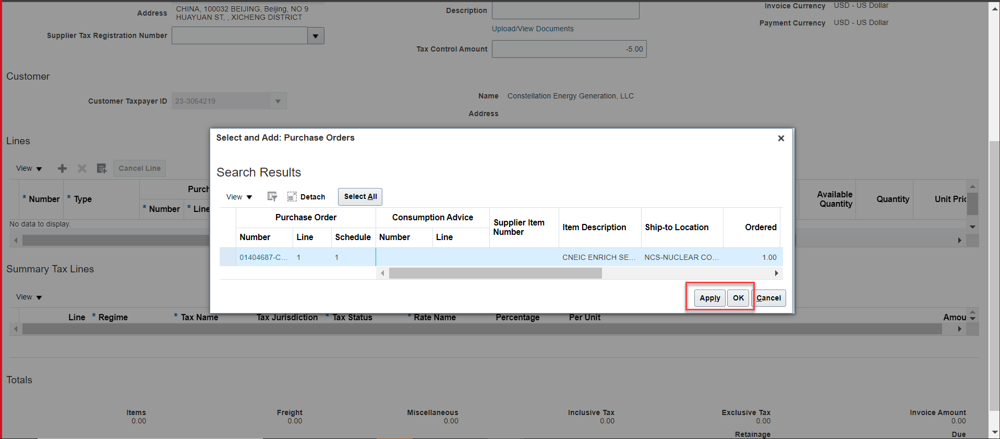 Address CHINA, 100032 BEIJING, Beijing, NO 9
HUAYUAN ST, , XICHENG DISTRICT
Supplier Tax Registration Number
Description
Upload/View Documents
Tax Control Amount -5.00
Invoice Currency USD - US Dollar
Payment Currency USD - US Dollar
Customer
Customer Taxpayer ID 23-3064219
Name Constellation Energy Generation, LLC
Address
Lines
View Cancel Line
* Number * Type Purch
* Number * Line
Available Quantity Quantity Unit Pric
No data to display.
Select and Add: Purchase Orders
Search Results
View Detach Select All
Purchase Order Consumption Advice Supplier Item Number Item Description Ship-to Location Ordered
Number Line Schedule Number Line
01404687-C... 1 1 CNEIC ENRICH SE... NCS-NUCLEAR CO... 1.00
Apply OK Cancel
Summary Tax Lines
View
Line * Regime * Tax Name Tax Jurisdiction * Tax Status * Rate Name Percentage Per Unit Amou
Totals
Items Freight Miscellaneous Inclusive Tax Exclusive Tax Invoice Amount
0.00 0.00 0.00 0.00 0.00 0.00
Retainage Due